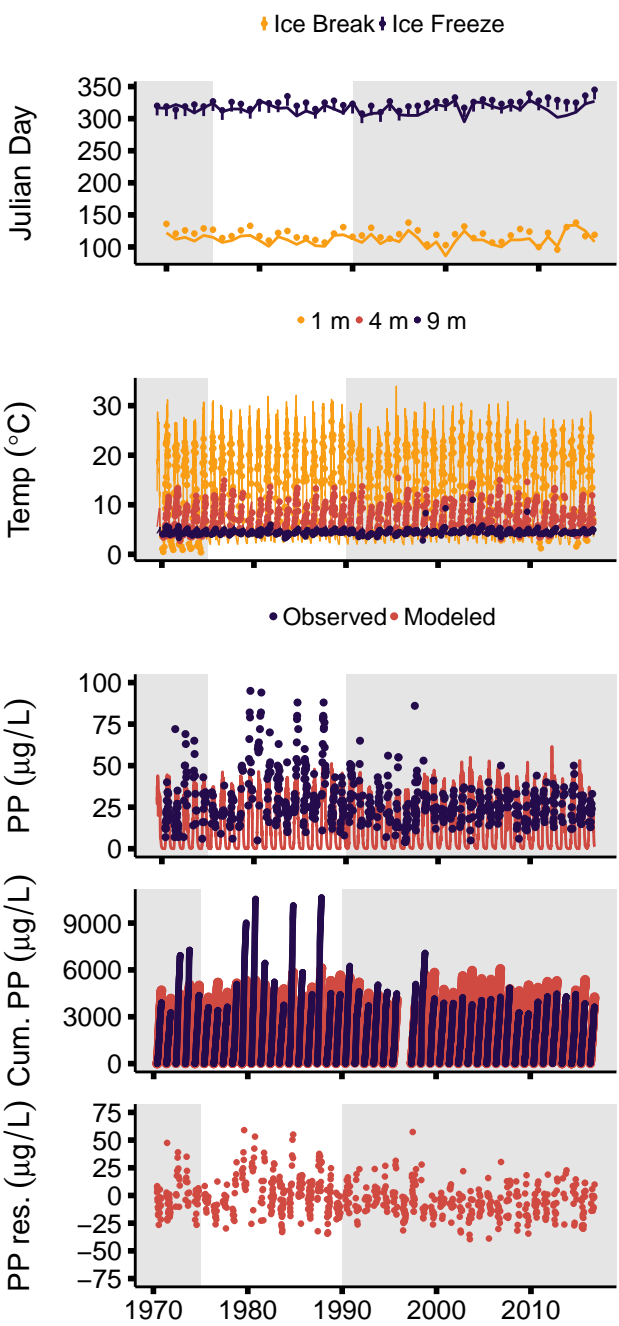 Ice Break Ice Freeze
Julian Day
350
300
250
200
150
100
1 m 4 m 9 m
Temp (°C)
30
20
10
0
Observed Modeled
PP (μg/L)
100
75
50
25
0
Cum. PP (μg/L)
9000
6000
3000
0
PP res. (μg/L)
75
50
25
0
−25
−50
−75
1970 1980 1990 2000 2010